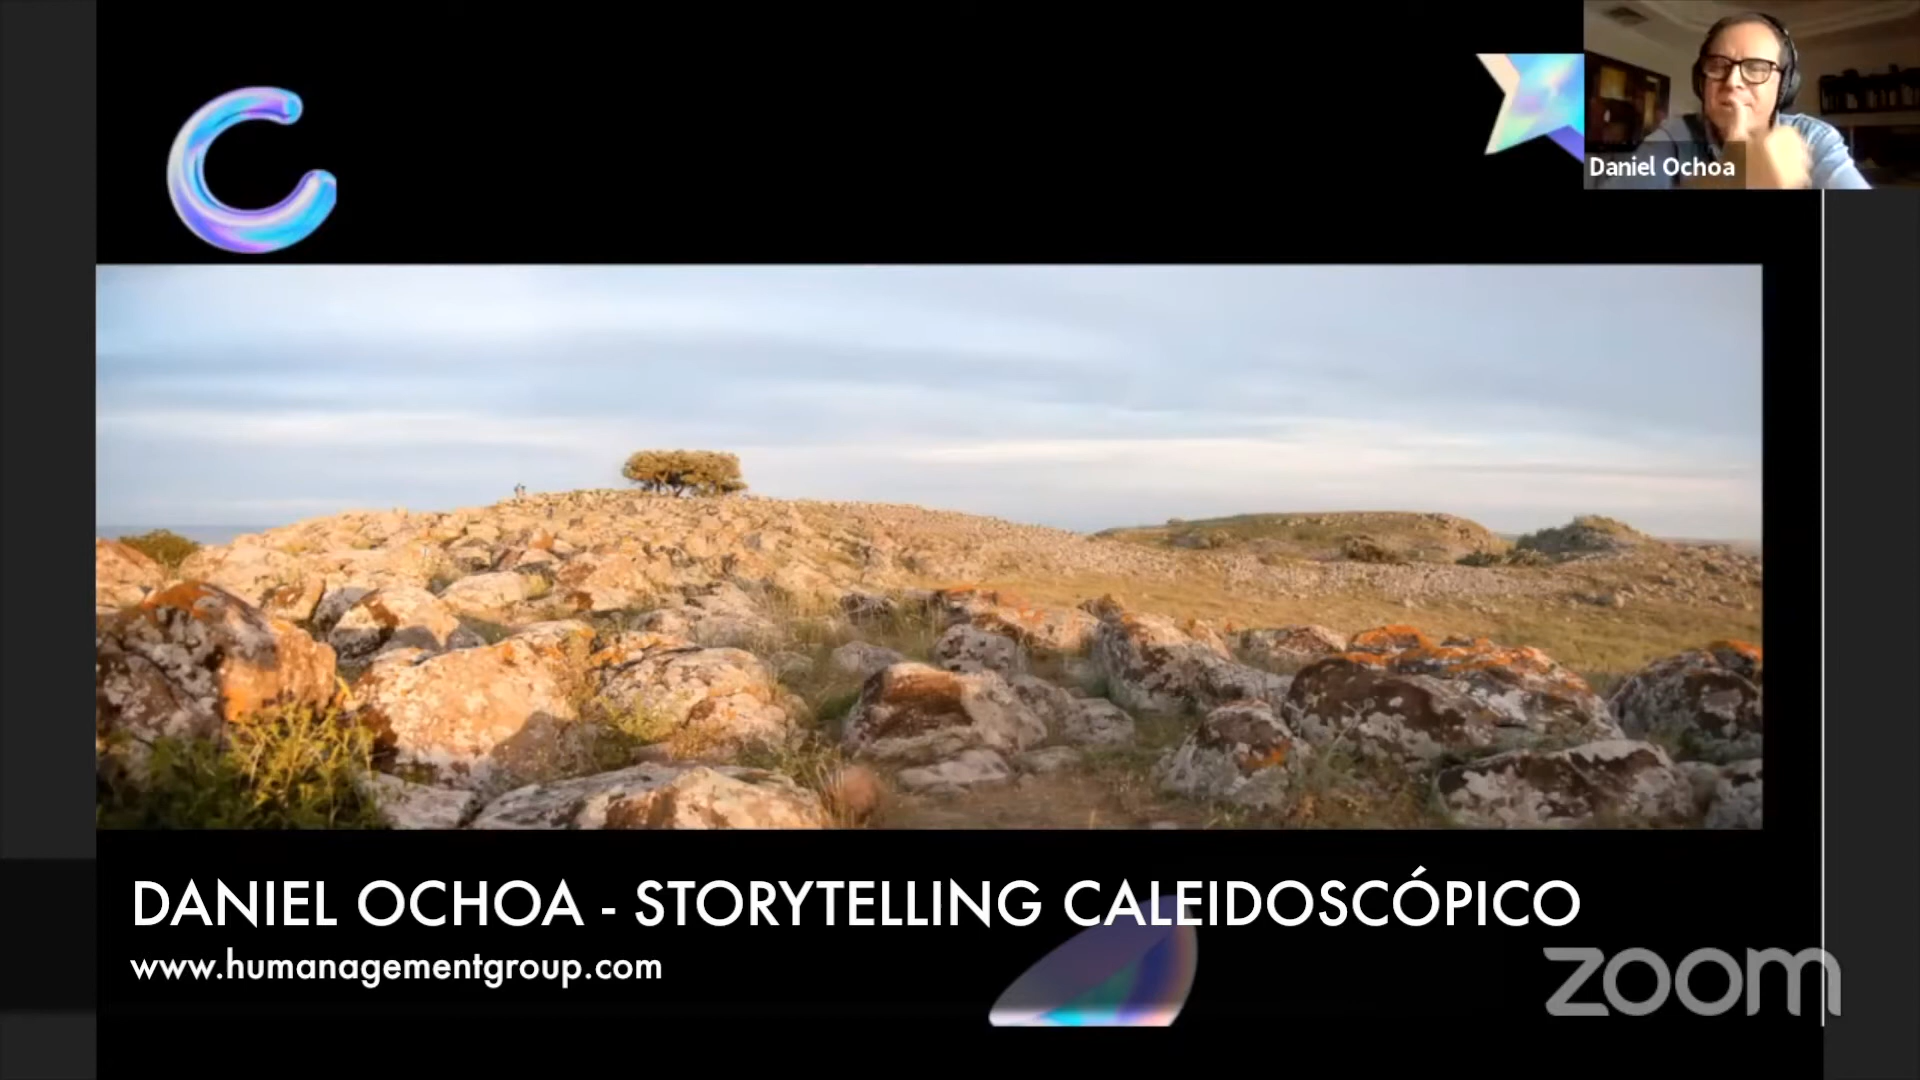 Daniel Ochoa
DANIEL OCHOA - STORYTELLING CALEIDOSCÓPICO
www.humanagementgroup.com
zoom